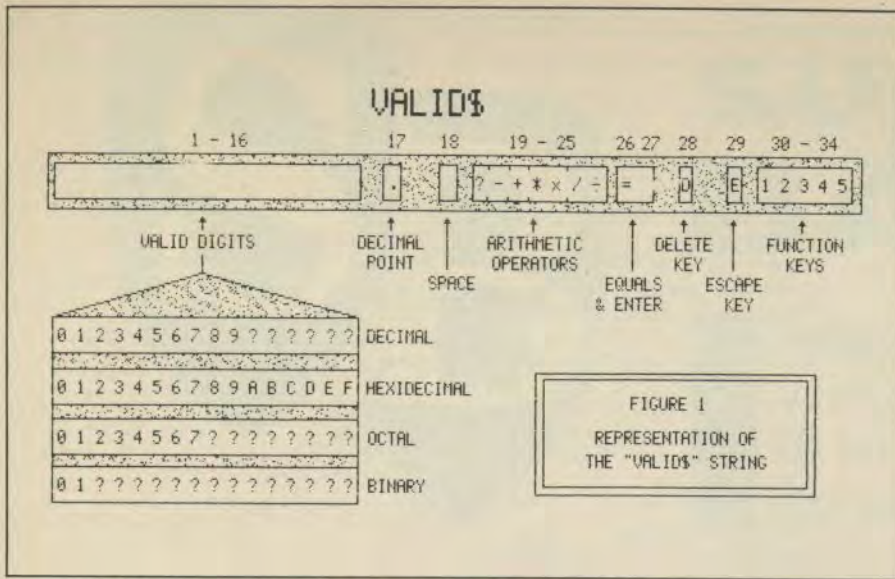 VALID$
1 - 16 17 18 19 - 25 26 27 28 29 30 - 34
. ? - + * x / ÷ = D E 1 2 3 4 5
VALID DIGITS
DECIMAL
POINT
SPACE
ARITHMETIC
OPERATORS
EQUALS
& ENTER
DELETE
KEY
ESCAPE
KEY
FUNCTION
KEYS
0 1 2 3 4 5 6 7 8 9 ? ? ? ? ? ? DECIMAL
0 1 2 3 4 5 6 7 8 9 A B C D E F HEXIDECIMAL
0 1 2 3 4 5 6 7 ? ? ? ? ? ? ? ? OCTAL
0 1 ? ? ? ? ? ? ? ? ? ? ? ? ? ? BINARY
FIGURE 1
REPRESENTATION OF
THE "VALID$" STRING